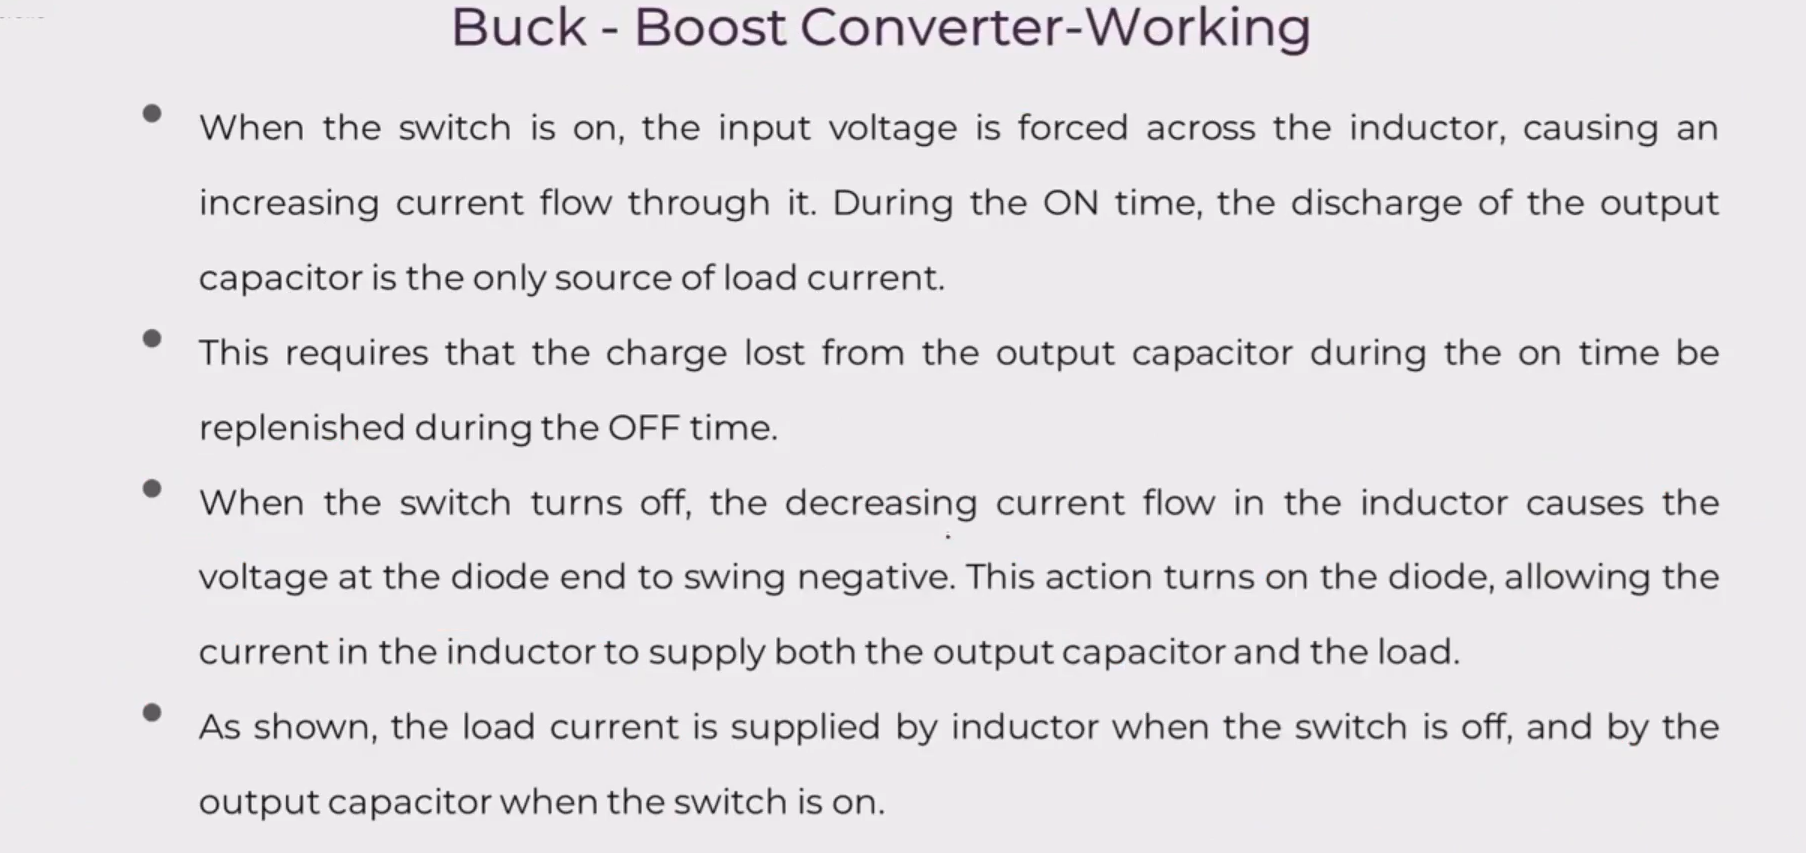 Buck - Boost Converter-Working
When the switch is on, the input voltage is forced across the inductor, causing an
increasing current flow through it. During the ON time, the discharge of the output
capacitor is the only source of load current.
This requires that the charge lost from the output capacitor during the on time be
replenished during the OFF time.
When the switch turns off, the decreasing current flow in the inductor causes the
voltage at the diode end to swing negative. This action turns on the diode, allowing the
current in the inductor to supply both the output capacitor and the load.
As shown, the load current is supplied by inductor when the switch is off, and by the
output capacitor when the switch is on.